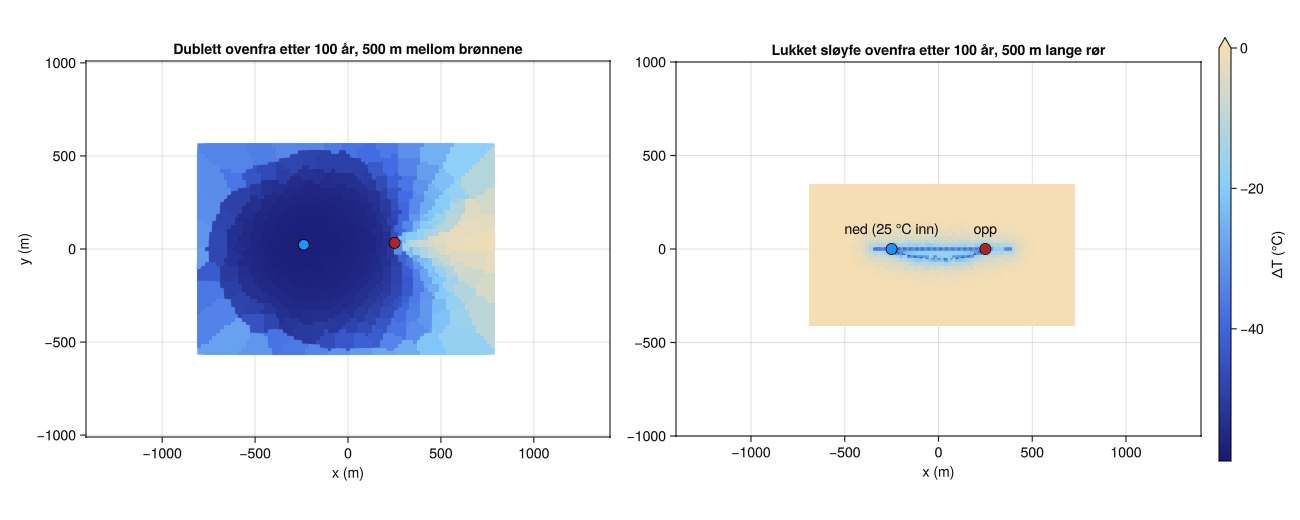 Dublett ovenfra etter 100 år, 500 m mellom brønnene
1000
500
0
−500
−1000
y (m)
−1000
−500
0
500
1000
x (m)
Lukket sløyfe ovenfra etter 100 år, 500 m lange rør
1000
500
0
−500
−1000
ned (25 °C inn)
opp
−1000
−500
0
500
1000
x (m)
0
−20
−40
ΔT (°C)